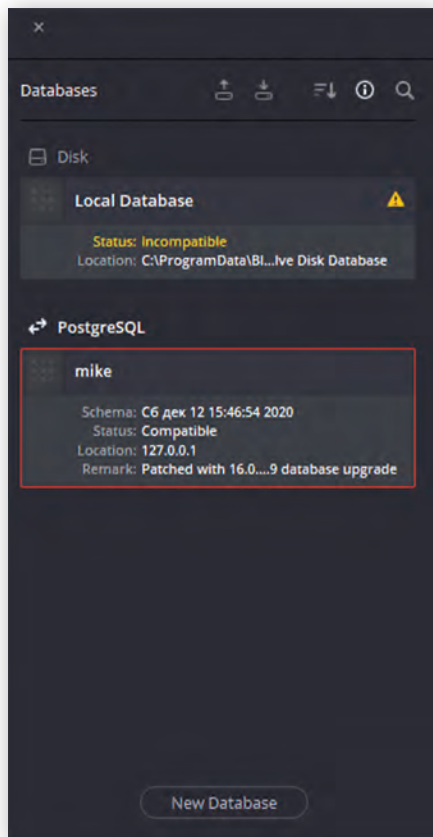 Databases
Disk
Local Database
Status: Incompatible
Location: C:\ProgramData\Bl...lve Disk Database
PostgreSQL
mike
Schema: Сб дек 12 15:46:54 2020
Status: Compatible
Location: 127.0.0.1
Remark: Patched with 16.0....9 database upgrade
New Database